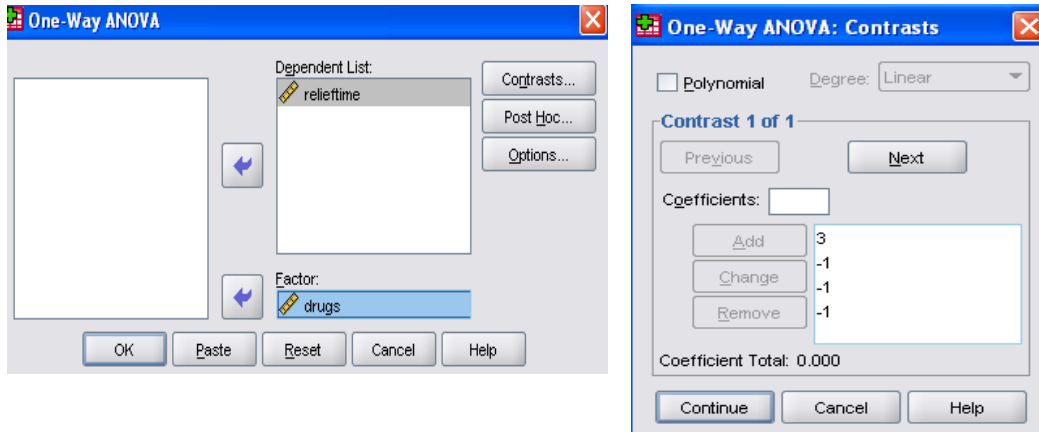 One-Way ANOVA
Dependent List:
relieftime
Contrasts...
Post Hoc...
Options...
Factor:
drugs
OK Paste Reset Cancel Help
One-Way ANOVA: Contrasts
Polynomial Degree: Linear
Contrast 1 of 1
Previous Next
Coefficients:
Add
Change
Remove
3
-1
-1
-1
Coefficient Total: 0.000
Continue Cancel Help